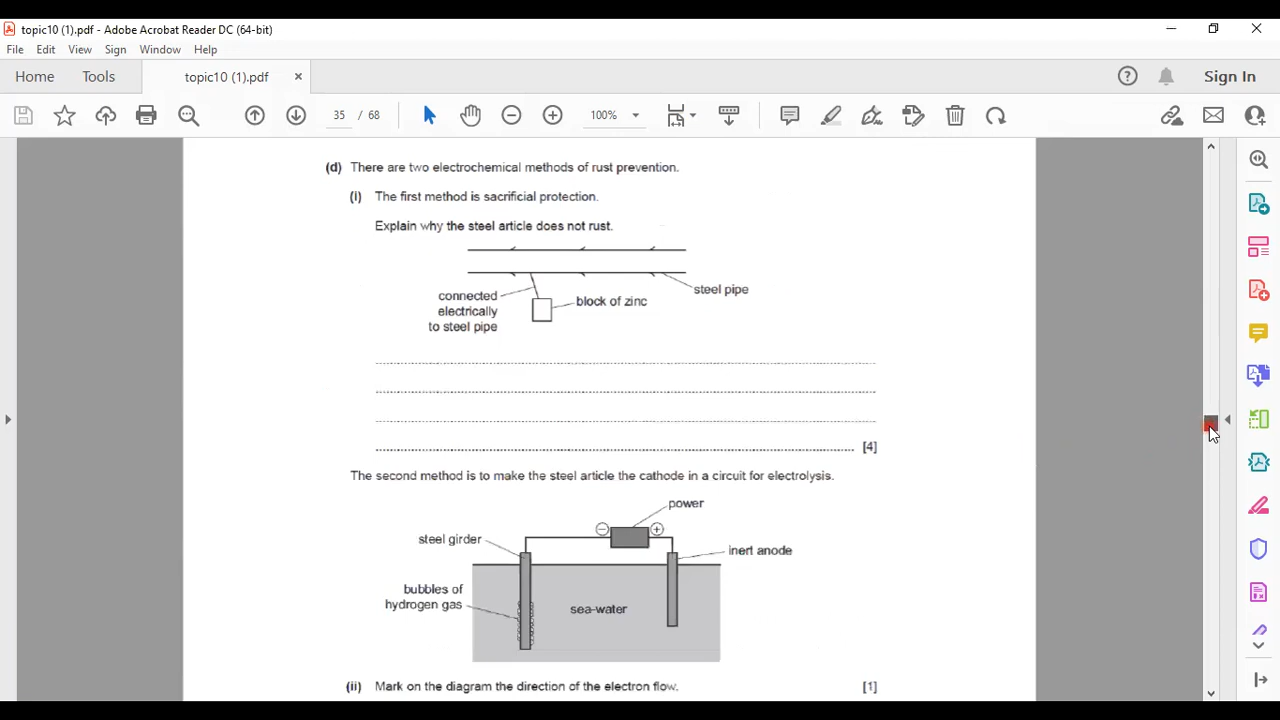 topic10 (1).pdf - Adobe Acrobat Reader DC (64-bit)
File Edit View Sign Window Help
Home Tools topic10 (1).pdf × Sign In
35 / 68 100%
(d) There are two electrochemical methods of rust prevention.
(i) The first method is sacrificial protection.
Explain why the steel article does not rust.
connected
electrically
to steel pipe
block of zinc
steel pipe
[4]
The second method is to make the steel article the cathode in a circuit for electrolysis.
power
− +
steel girder
inert anode
bubbles of
hydrogen gas
sea-water
(ii) Mark on the diagram the direction of the electron flow. [1]